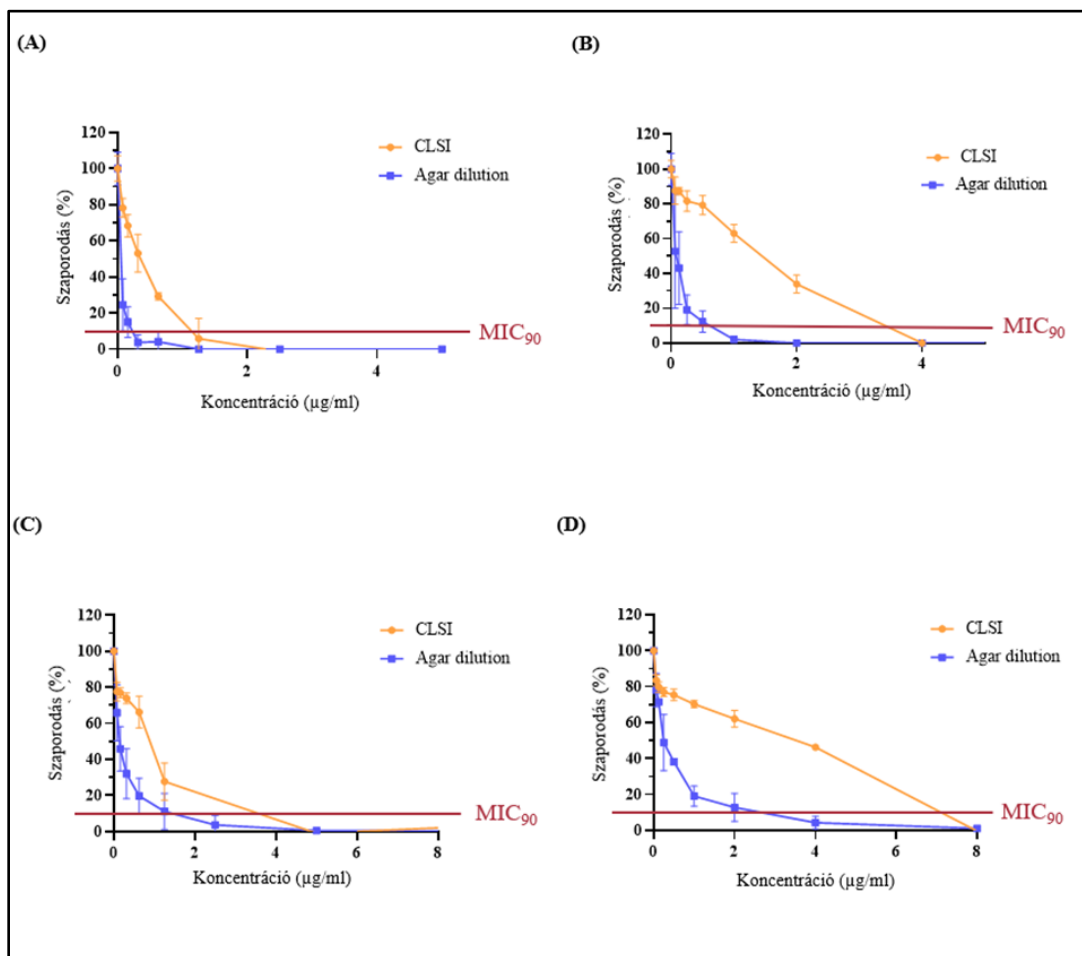 (A)
120
100
80
60
40
20
0
Szaporodás (%)
0 2 4
Koncentráció (µg/ml)
CLSI
Agar dilution
MIC90
(B)
120
100
80
60
40
20
0
Szaporodás (%)
0 2 4
Koncentráció (µg/ml)
CLSI
Agar dilution
MIC90
(C)
120
100
80
60
40
20
0
Szaporodás (%)
0 2 4 6 8
Koncentráció (µg/ml)
CLSI
Agar dilution
MIC90
(D)
120
100
80
60
40
20
0
Szaporodás (%)
0 2 4 6 8
Koncentráció (µg/ml)
CLSI
Agar dilution
MIC90